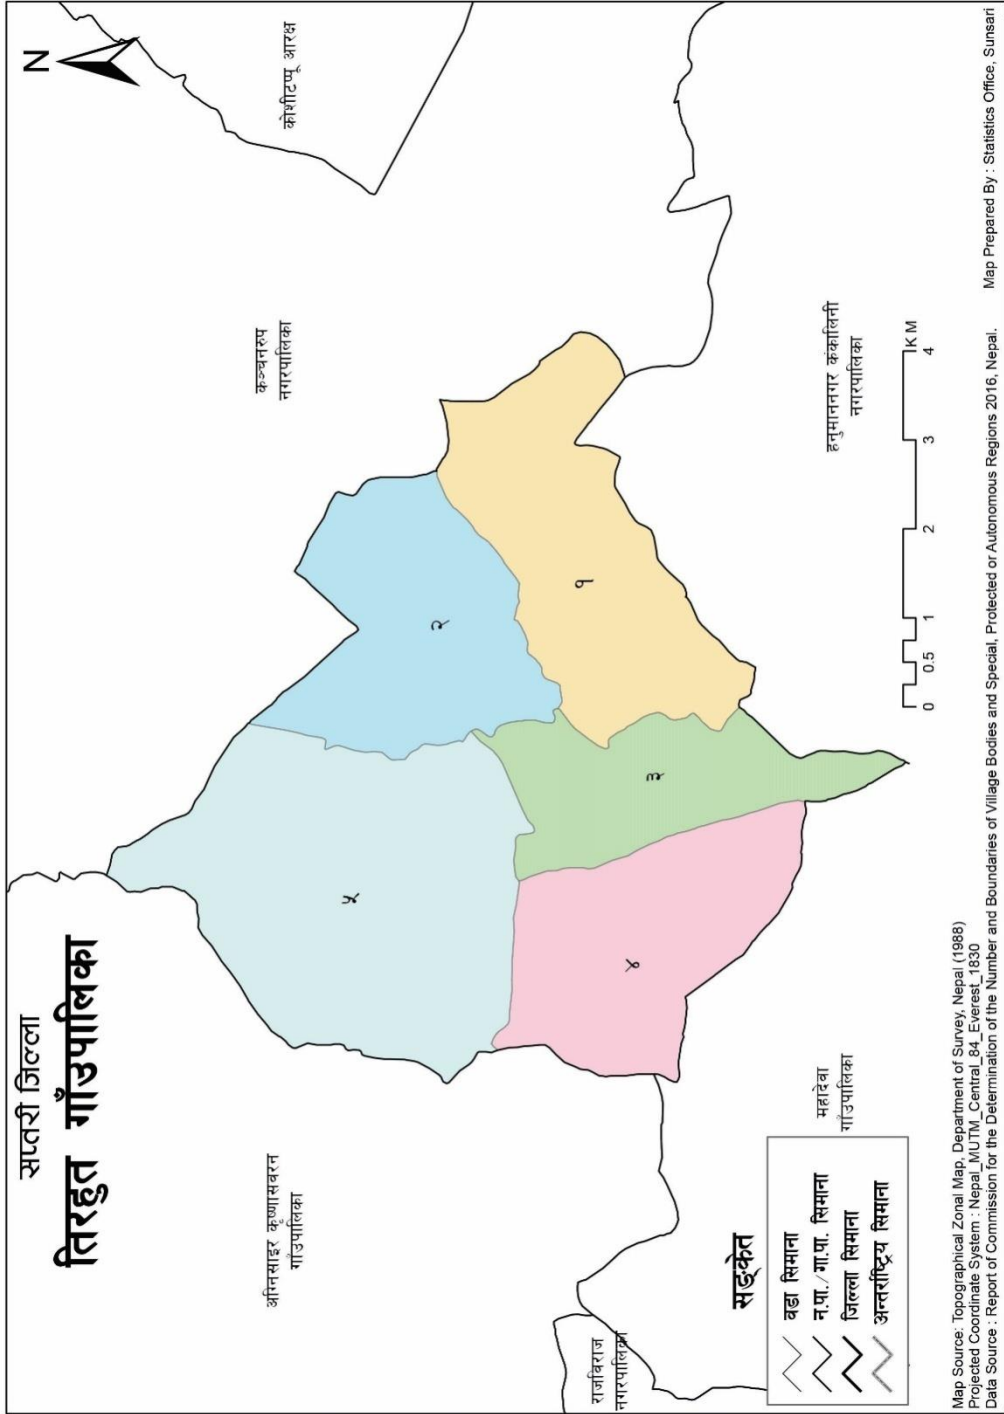 सप्तरी जिल्ला
तिरहुत गाँउपालिका
N
कोशीटप्पू आरक्ष
कञ्चनरुप
नगरपालिका
अग्निसाइर कृष्णासवरन
गाँउपालिका
५
२
१
३
४
हनुमाननगर कंकालिनी
नगरपालिका
महादेवा
गाँउपालिका
राजविराज
नगरपालिका
सङ्केत
वडा सिमाना
न.पा./गा.पा. सिमाना
जिल्ला सिमाना
अन्तर्राष्ट्रिय सिमाना
0 0.5 1 2 3 4
KM
Map Source: Topographical Zonal Map, Department of Survey, Nepal (1988)
Projected Coordinate System : Nepal_MUTM_Central_84_Everest_1830
Data Source : Report of Commission for the Determination of the Number and Boundaries of Village Bodies and Special, Protected or Autonomous Regions 2016, Nepal.
Map Prepared By : Statistics Office, Sunsari